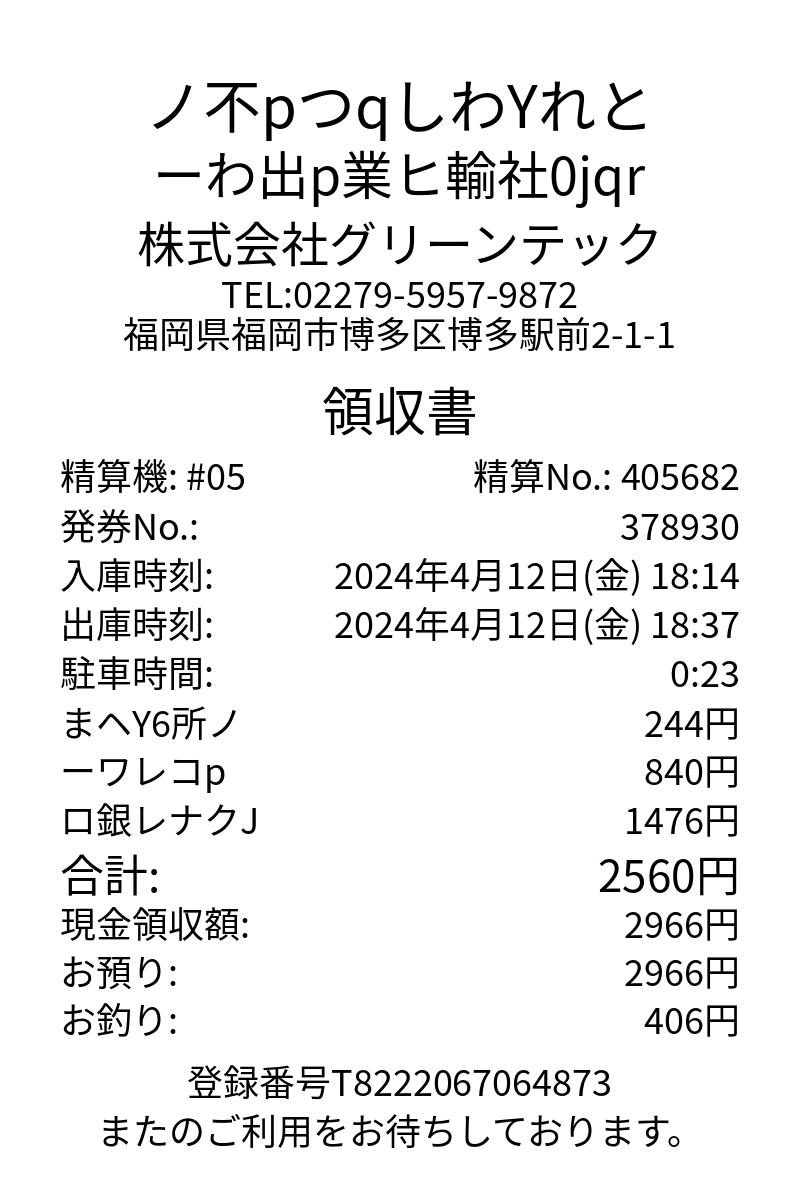 ノ不pつqしわYれと
ーわ出p業ヒ輸社0jqr
株式会社グリーンテック
TEL:02279-5957-9872
福岡県福岡市博多区博多駅前2-1-1
領収書
精算機: #05 精算No.: 405682
発券No.: 378930
入庫時刻: 2024年4月12日(金) 18:14
出庫時刻: 2024年4月12日(金) 18:37
駐車時間: 0:23
まヘY6所ノ 244円
ーワレコp 840円
ロ銀レナクJ 1476円
合計: 2560円
現金領収額: 2966円
お預り: 2966円
お釣り: 406円
登録番号T8222067064873
またのご利用をお待ちしております。